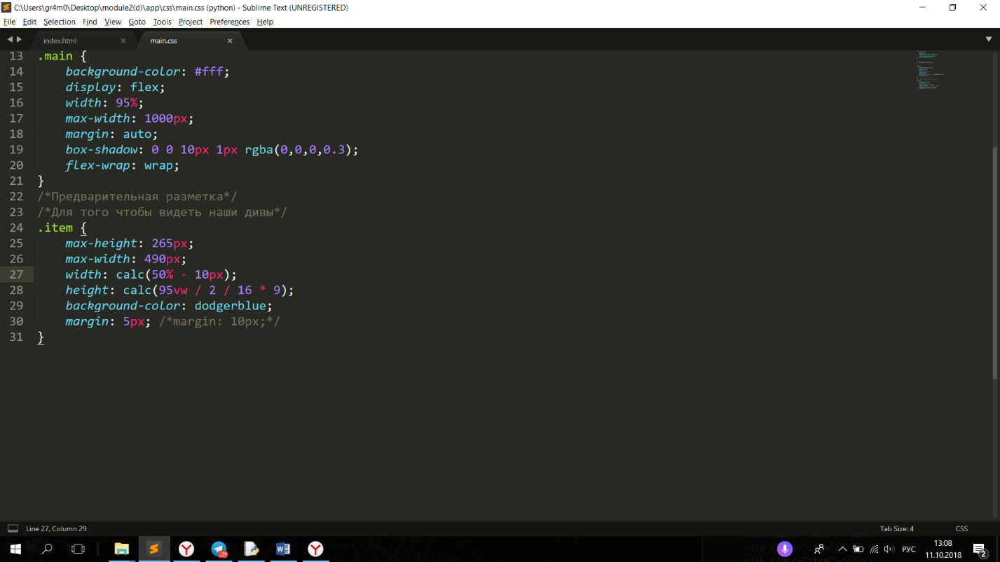 C:\Users\gr4m0\Desktop\module2(d)\app\css\main.css (python) - Sublime Text (UNREGISTERED)
File Edit Selection Find View Goto Tools Project Preferences Help
index.html main.css
13 .main {
14 background-color: #fff;
15 display: flex;
16 width: 95%;
17 max-width: 1000px;
18 margin: auto;
19 box-shadow: 0 0 10px 1px rgba(0,0,0,0.3);
20 flex-wrap: wrap;
21 }
22 /*Предварительная разметка*/
23 /*Для того чтобы видеть наши дивы*/
24 .item {
25 max-height: 265px;
26 max-width: 490px;
27 width: calc(50% - 10px);
28 height: calc(95vw / 2 / 16 * 9);
29 background-color: dodgerblue;
30 margin: 5px; /*margin: 10px;*/
31 }
Line 27, Column 29 Tab Size: 4 CSS
РУС
13:08
11.10.2018
2